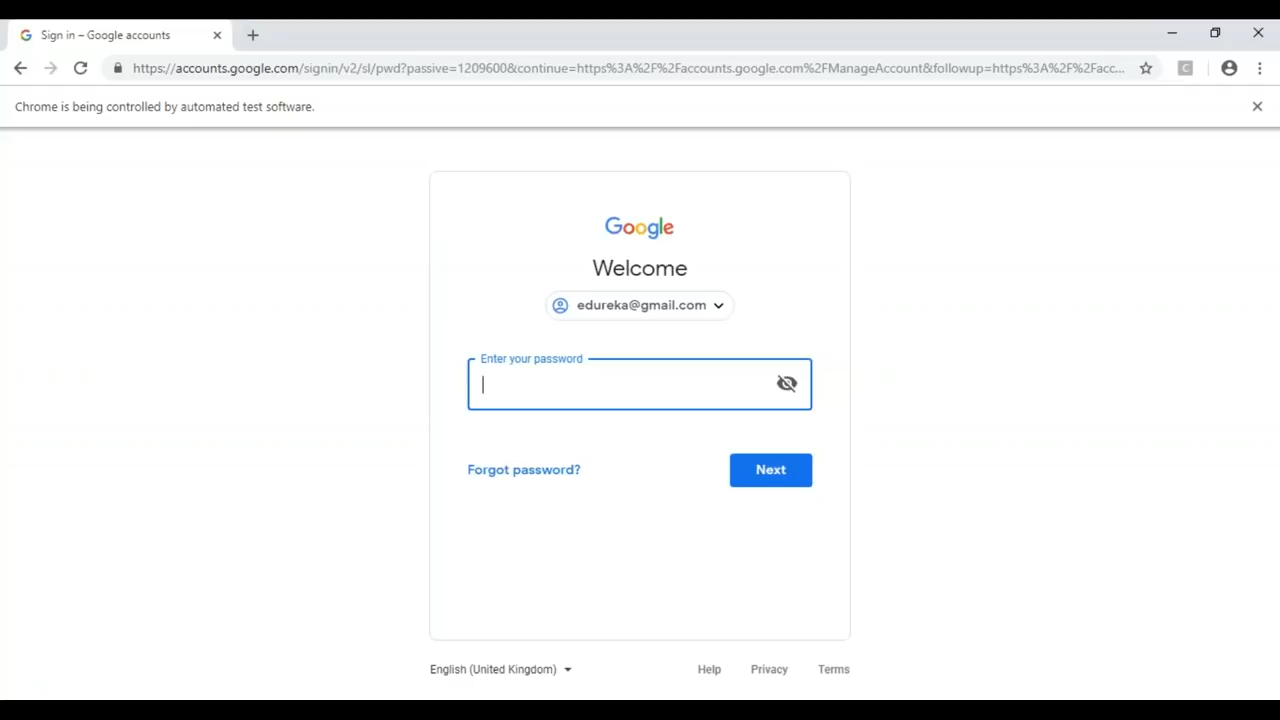 Sign in – Google accounts
https://accounts.google.com/signin/v2/sl/pwd?passive=1209600&continue=https%3A%2F%2Faccounts.google.com%2FManageAccount&followup=https%3A%2F%2Facc...
Chrome is being controlled by automated test software.
Google
Welcome
edureka@gmail.com
Enter your password
Forgot password?
Next
English (United Kingdom)
Help Privacy Terms